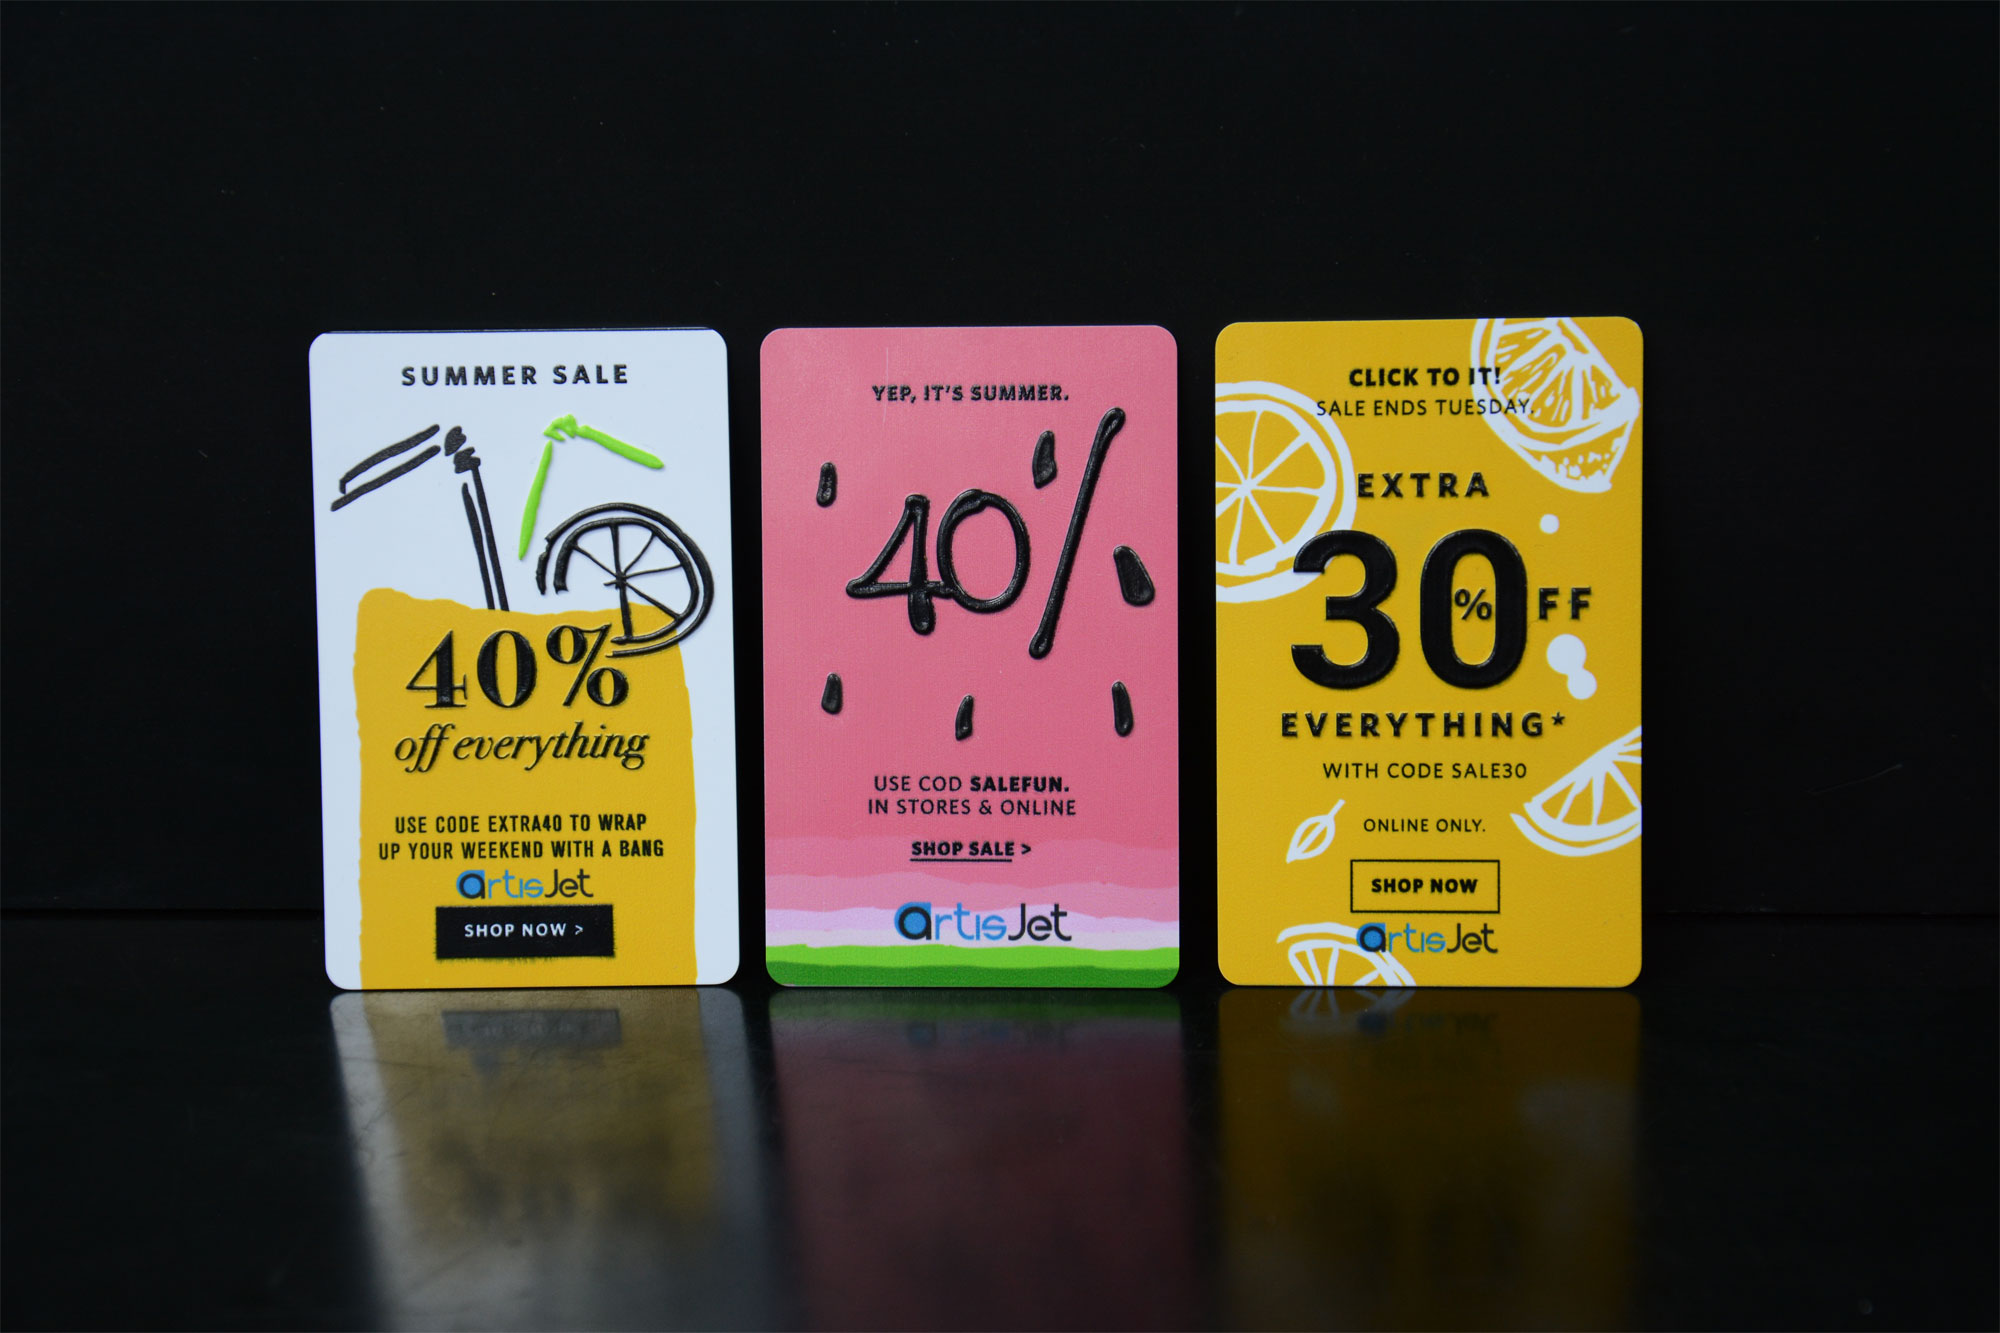 SUMMER SALE
40%
off everything
USE CODE EXTRA40 TO WRAP
UP YOUR WEEKEND WITH A BANG
artisJet
SHOP NOW >
YEP, IT'S SUMMER.
40%
USE COD SALEFUN.
IN STORES & ONLINE
SHOP SALE >
artisJet
CLICK TO IT!
SALE ENDS TUESDAY.
EXTRA
30% OFF
EVERYTHING*
WITH CODE SALE30
ONLINE ONLY.
SHOP NOW
artisJet